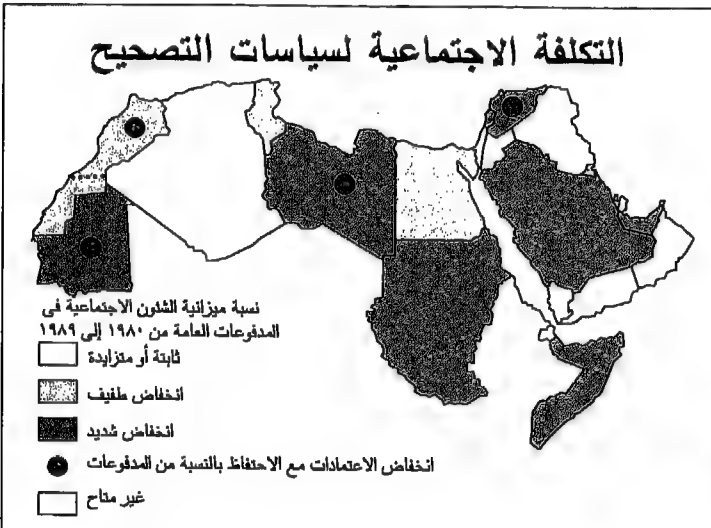 التكلفة الاجتماعية لسياسات التصحيح
نسبة ميزانية الشئون الاجتماعية فى
المدفوعات العامة من ١٩٨٠ إلى ١٩٨٩
ثابتة أو متزايدة
انخفاض طفيف
انخفاض شديد
انخفاض الاعتمادات مع الاحتفاظ بالنسبة من المدفوعات
غير متاح